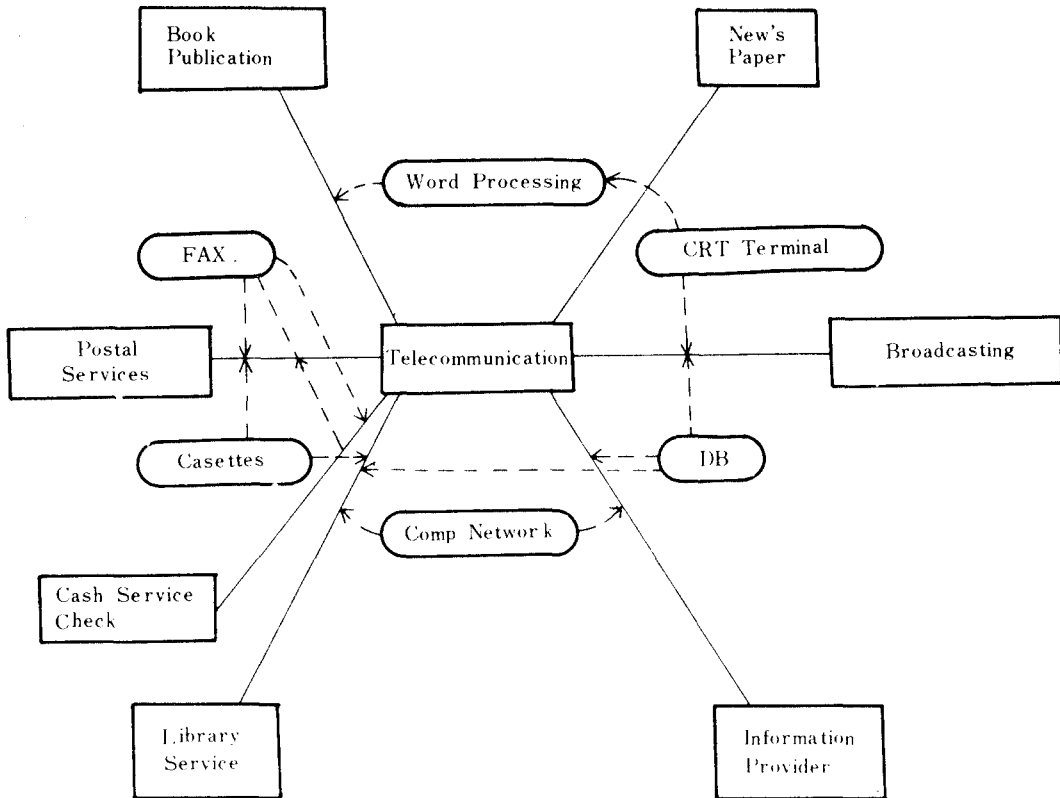 Book
Publication
New's
Paper
Word Processing
FAX.
CRT Terminal
Postal
Services
Telecommunication
Broadcasting
Casettes
DB
Comp Network
Cash Service
Check
Library
Service
Information
Provider